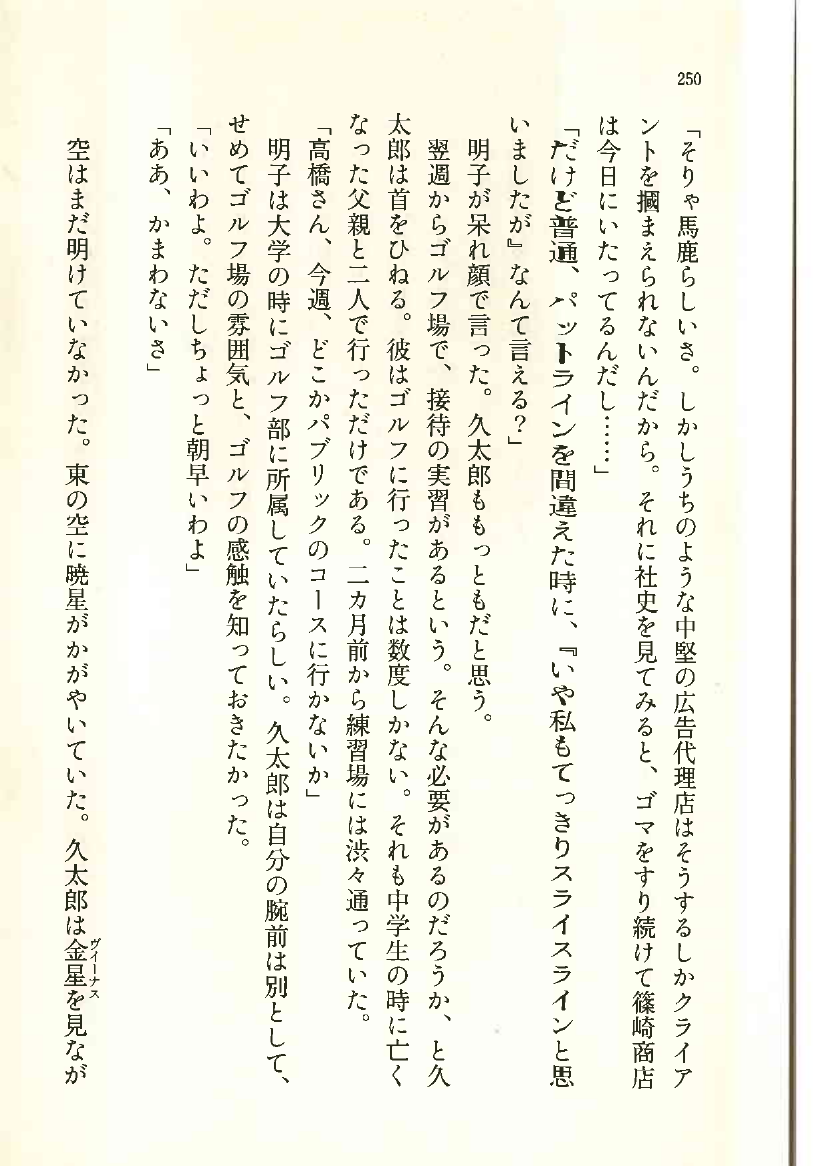 250
「そりゃ馬鹿らしいさ。しかしうちのような中堅の広告代理店はそうするしかクライア
ントを摑まえられないんだから。それに社史を見てみると、ゴマをすり続けて篠崎商店
は今日にいたってるんだし……」
「だけど普通、パットラインを間違えた時に、『いや私もてっきりスライスラインと思
いましたが』なんて言える？」
明子が呆れ顔で言った。久太郎ももっともだと思う。
翌週からゴルフ場で、接待の実習があるという。そんな必要があるのだろうか、と久
太郎は首をひねる。彼はゴルフに行ったことは数度しかない。それも中学生の時に亡く
なった父親と二人で行っただけである。二カ月前から練習場には渋々通っていた。
「高橋さん、今週、どこかパブリックのコースに行かないか」
明子は大学の時にゴルフ部に所属していたらしい。久太郎は自分の腕前は別として、
せめてゴルフ場の雰囲気と、ゴルフの感触を知っておきたかった。
「いいわよ。ただしちょっと朝早いわよ」
「ああ、かまわないさ」
空はまだ明けていなかった。東の空に暁星がかがやいていた。久太郎は金星を見なが
ヴィーナス